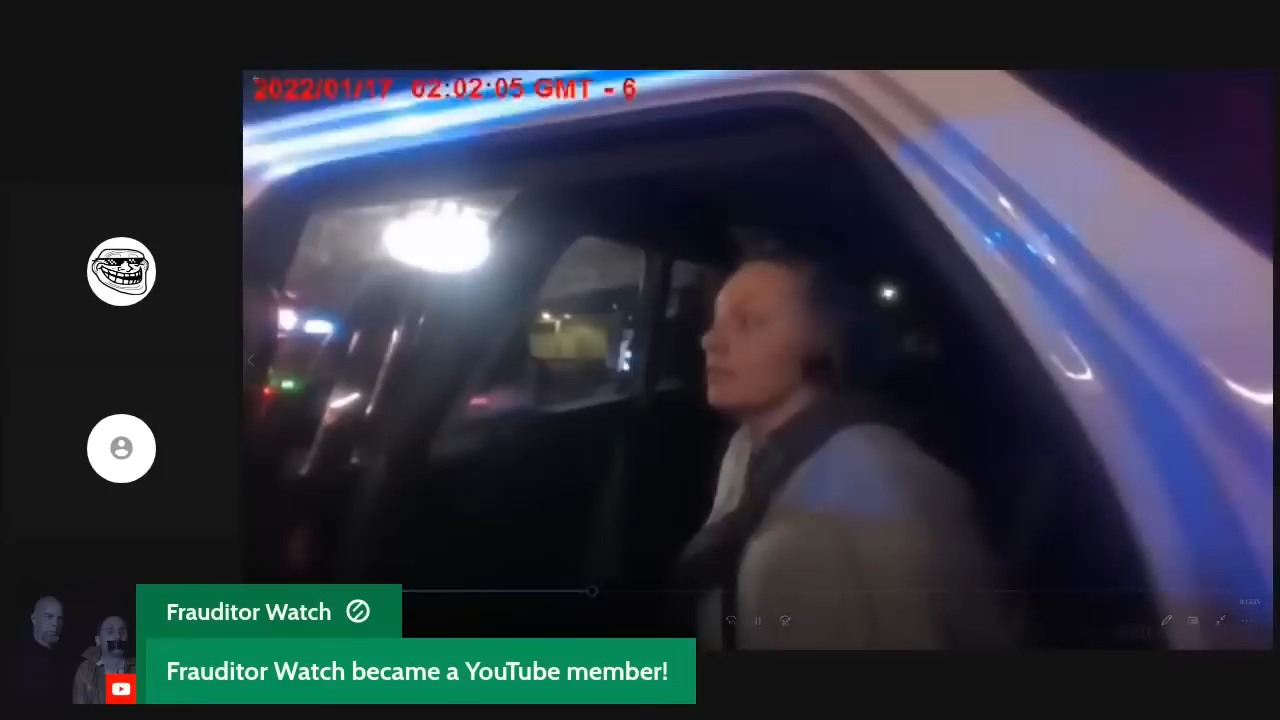 2022/01/17 02:02:05 GMT - 6
Frauditor Watch
Frauditor Watch became a YouTube member!